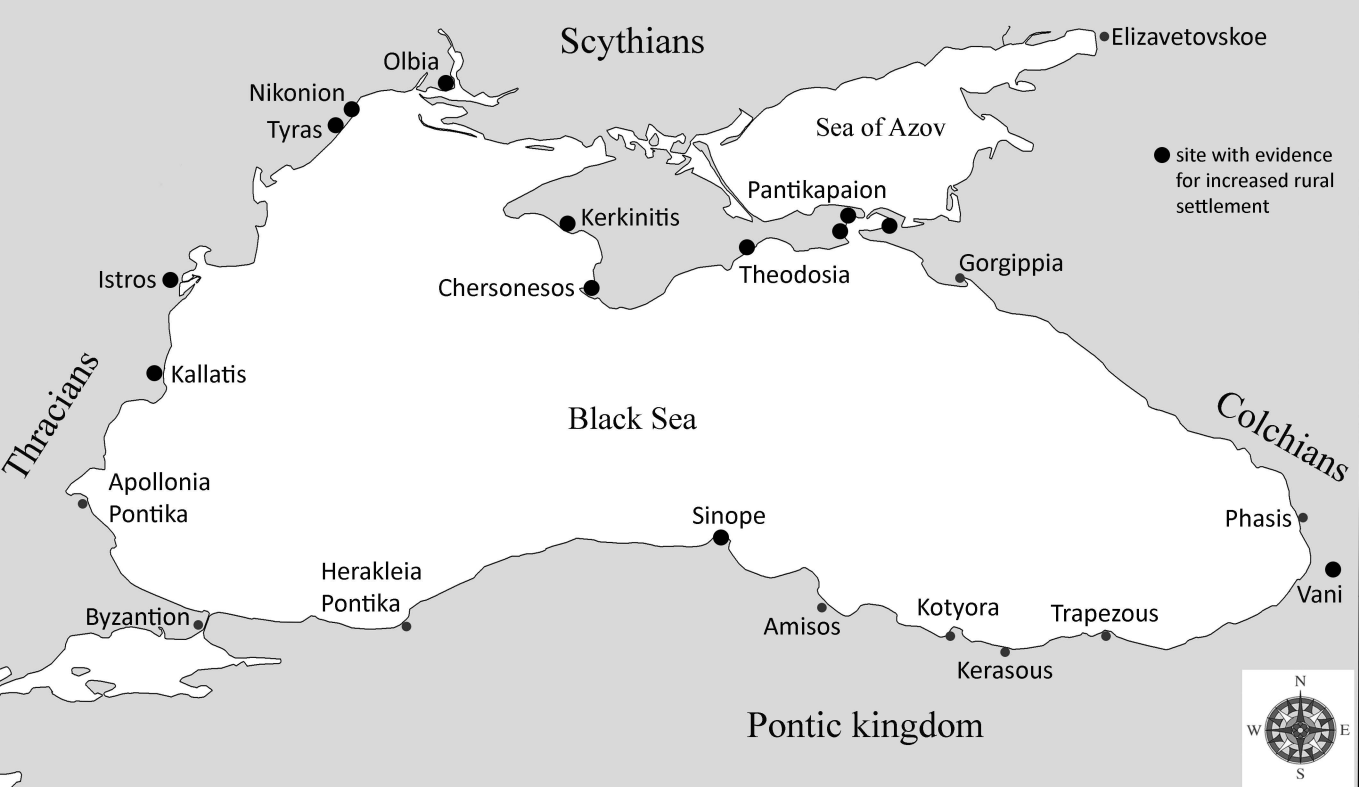 Scythians
Elizavetovskoe
Olbia
Nikonion
Tyras
Sea of Azov
site with evidence
for increased rural
settlement
Pantikapaion
Kerkinitis
Theodosia
Gorgippia
Istros
Chersonesos
Thracians
Kallatis
Black Sea
Colchians
Apollonia
Pontika
Sinope
Phasis
Herakleia
Pontika
Vani
Byzantion
Amisos
Kotyora
Trapezous
Kerasous
Pontic kingdom
N
W
E
S